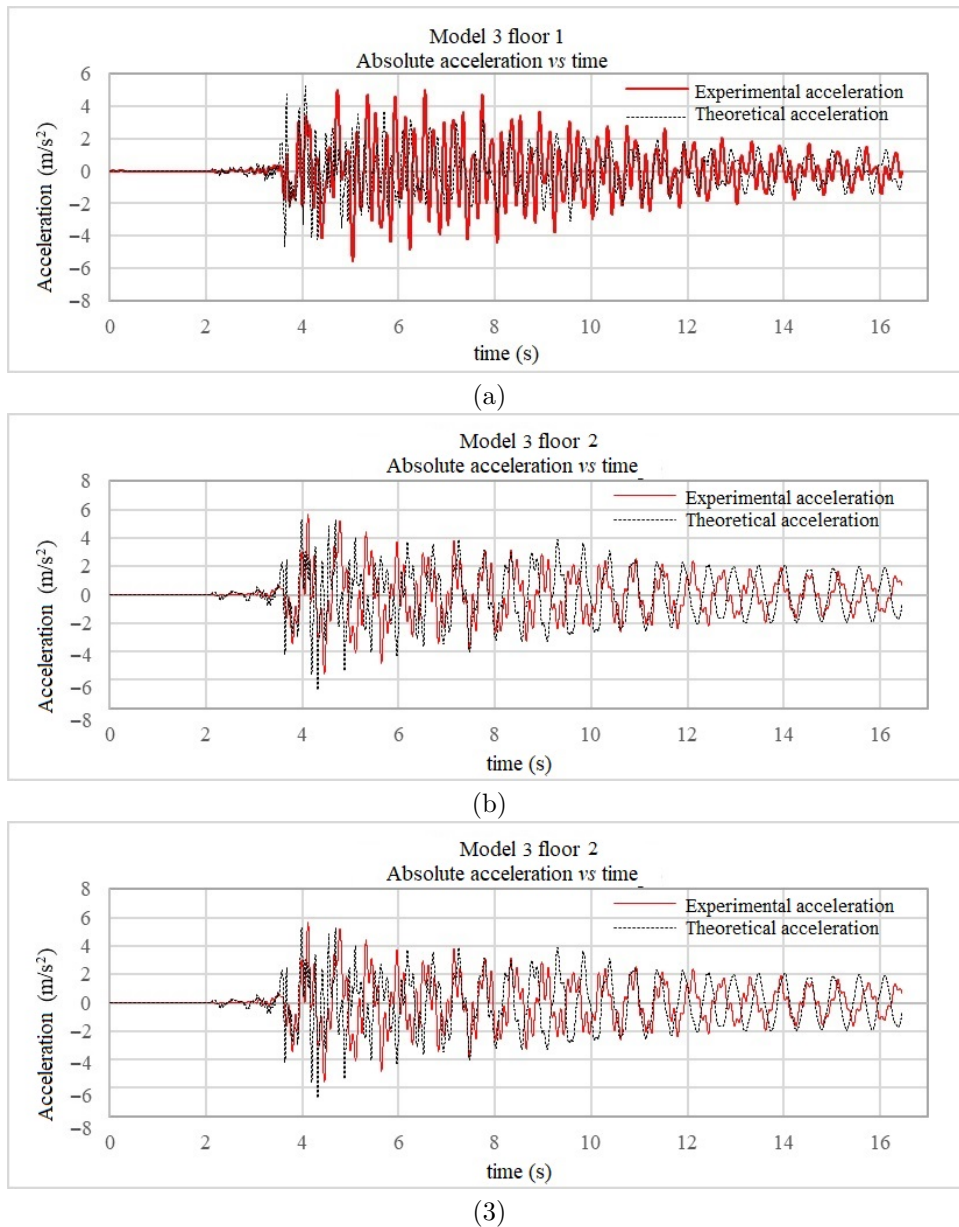 Model 3 floor 1
Absolute acceleration vs time
Experimental acceleration
Theoretical acceleration
Acceleration (m/s²)
6
4
2
0
−2
−4
−6
−8
0 2 4 6 8 10 12 14 16
time (s)
(a)
Model 3 floor 2
Absolute acceleration vs time
Experimental acceleration
Theoretical acceleration
Acceleration (m/s²)
8
6
4
2
0
−2
−4
−6
−8
0 2 4 6 8 10 12 14 16
time (s)
(b)
Model 3 floor 2
Absolute acceleration vs time
Experimental acceleration
Theoretical acceleration
Acceleration (m/s²)
8
6
4
2
0
−2
−4
−6
−8
0 2 4 6 8 10 12 14 16
time (s)
(3)